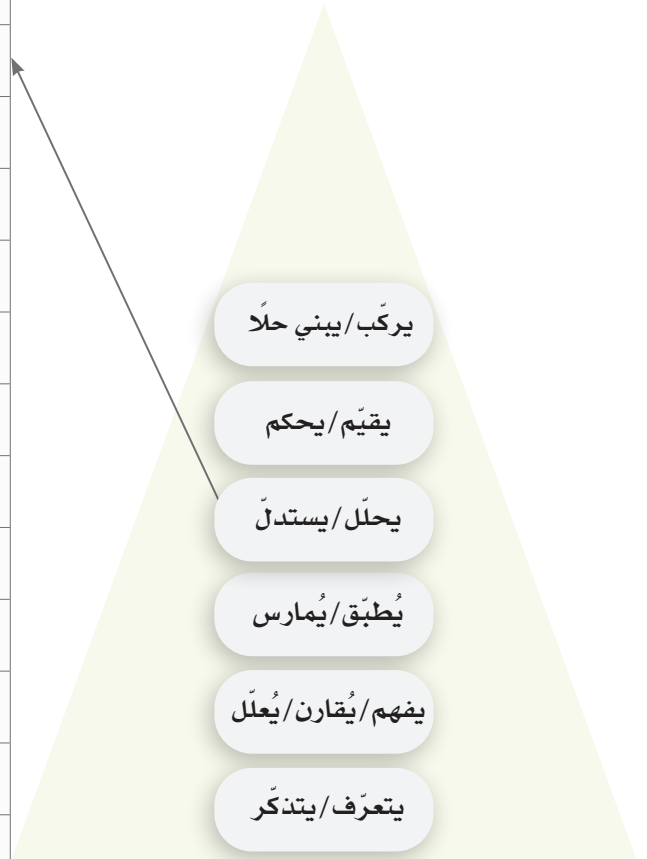 يركّب/يبني حلًا
يقيّم/يحكم
يحلّل/يستدلّ
يُطبّق/يُمارس
يفهم/يُقارن/يُعلّل
يتعرّف/يتذكّر